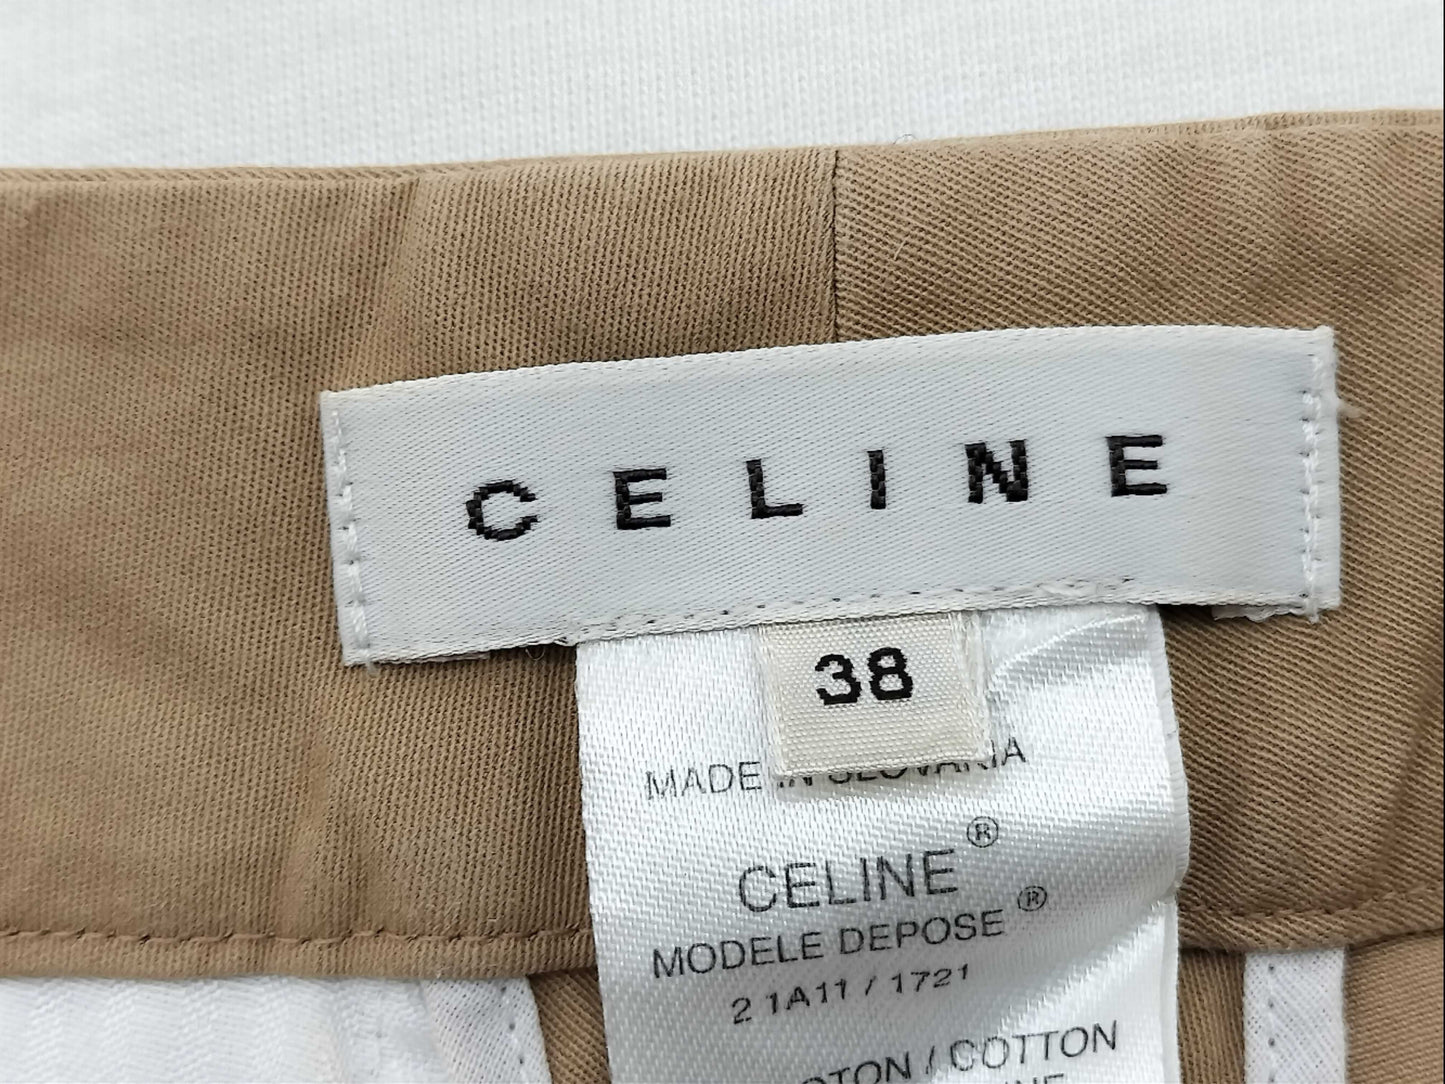 CELINE
38
MADE IN SLOVAKIA
CELINE®
MODELE DEPOSE®
2 1A11 / 1721
COTON / COTTON